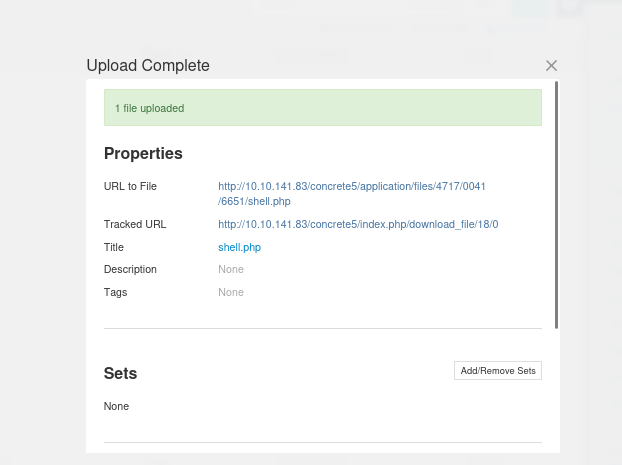 Upload Complete
1 file uploaded
Properties
URL to File http://10.10.141.83/concrete5/application/files/4717/0041
/6651/shell.php
Tracked URL http://10.10.141.83/concrete5/index.php/download_file/18/0
Title shell.php
Description None
Tags None
Sets Add/Remove Sets
None